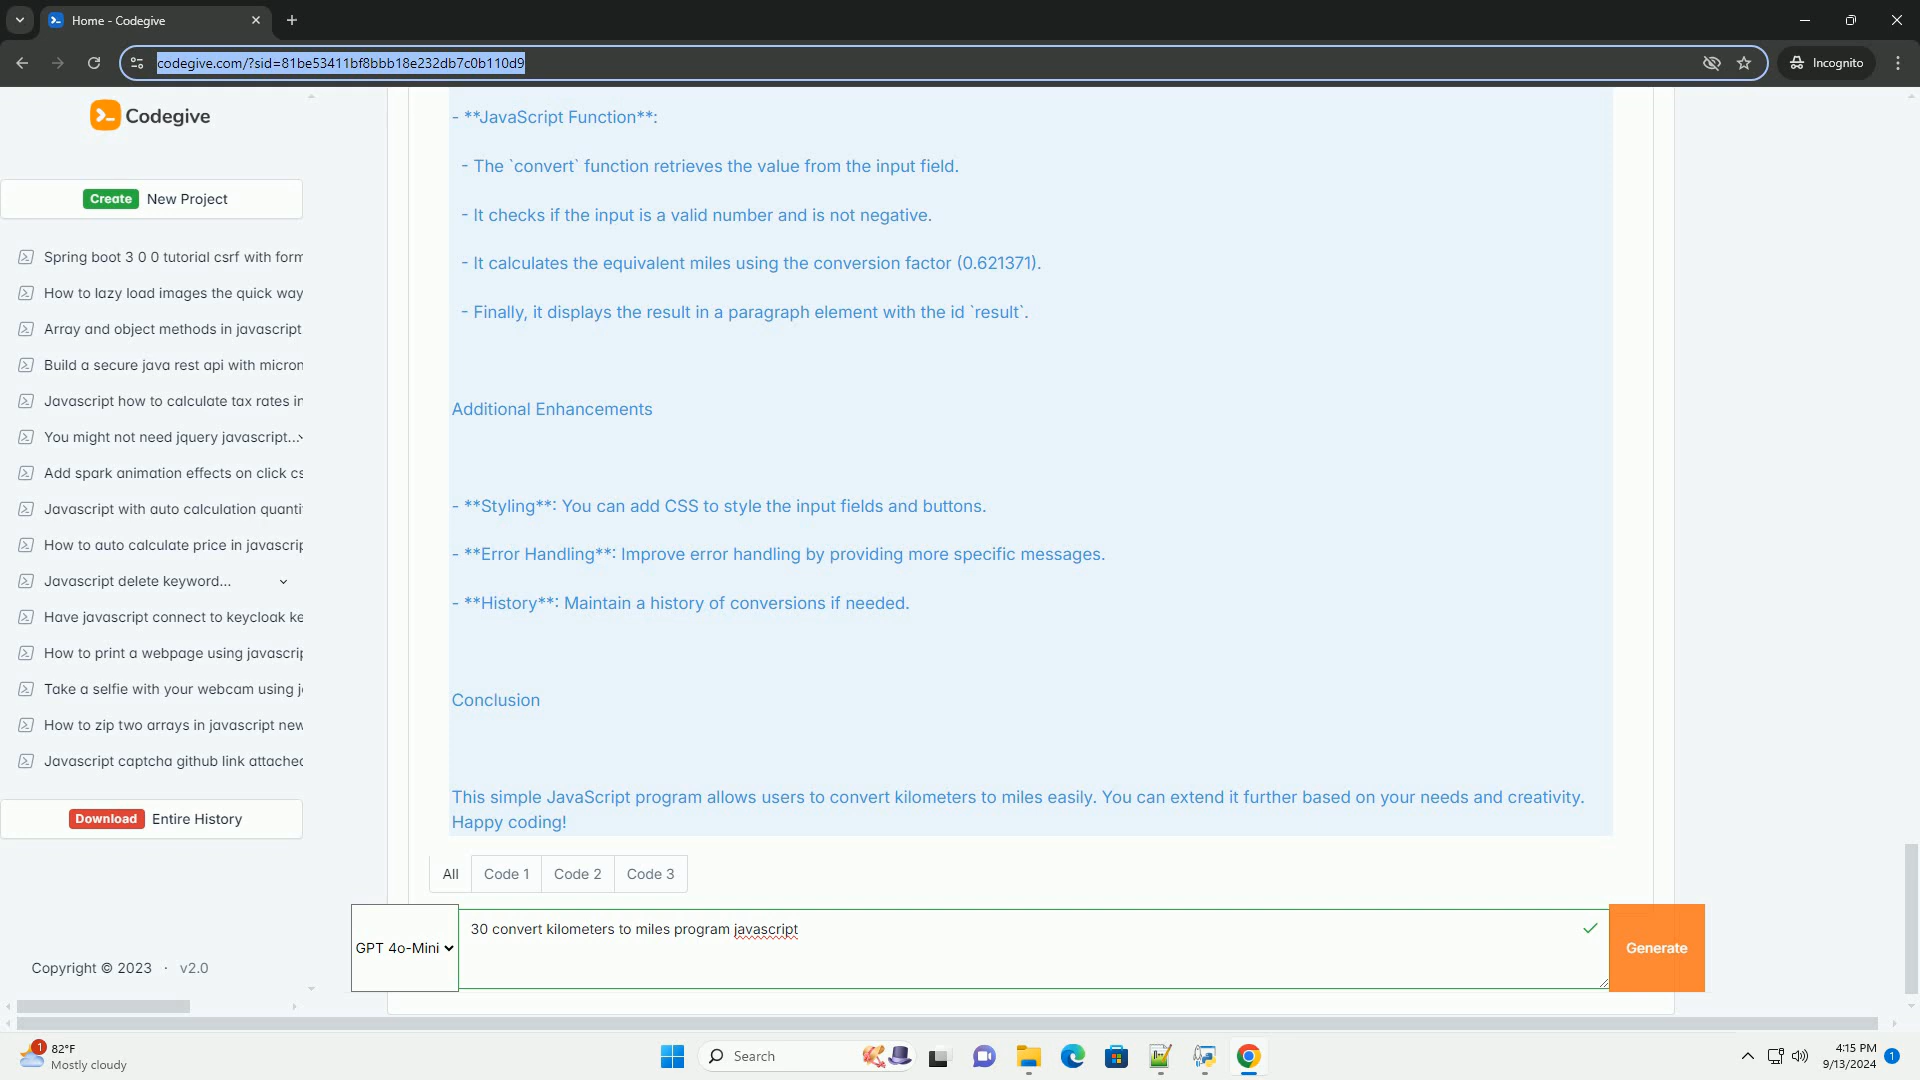 Home - Codegive
codegive.com/?sid=81be53411bf8bbb18e232db7c0b110d9
Incognito
Codegive
Create New Project
Spring boot 3 0 0 tutorial csrf with form
How to lazy load images the quick way
Array and object methods in javascript
Build a secure java rest api with micron
Javascript how to calculate tax rates in
You might not need jquery javascript...
Add spark animation effects on click cs
Javascript with auto calculation quanti
How to auto calculate price in javascrip
Javascript delete keyword...
Have javascript connect to keycloak ke
How to print a webpage using javascrip
Take a selfie with your webcam using j
How to zip two arrays in javascript new
Javascript captcha github link attached
Download Entire History
Copyright © 2023 · v2.0
- **JavaScript Function**:
- The `convert` function retrieves the value from the input field.
- It checks if the input is a valid number and is not negative.
- It calculates the equivalent miles using the conversion factor (0.621371).
- Finally, it displays the result in a paragraph element with the id `result`.
Additional Enhancements
- **Styling**: You can add CSS to style the input fields and buttons.
- **Error Handling**: Improve error handling by providing more specific messages.
- **History**: Maintain a history of conversions if needed.
Conclusion
This simple JavaScript program allows users to convert kilometers to miles easily. You can extend it further based on your needs and creativity.
Happy coding!
All Code 1 Code 2 Code 3
GPT 4o-Mini
30 convert kilometers to miles program javascript
Generate
1
82°F
Mostly cloudy
Search
4:15 PM
9/13/2024
1